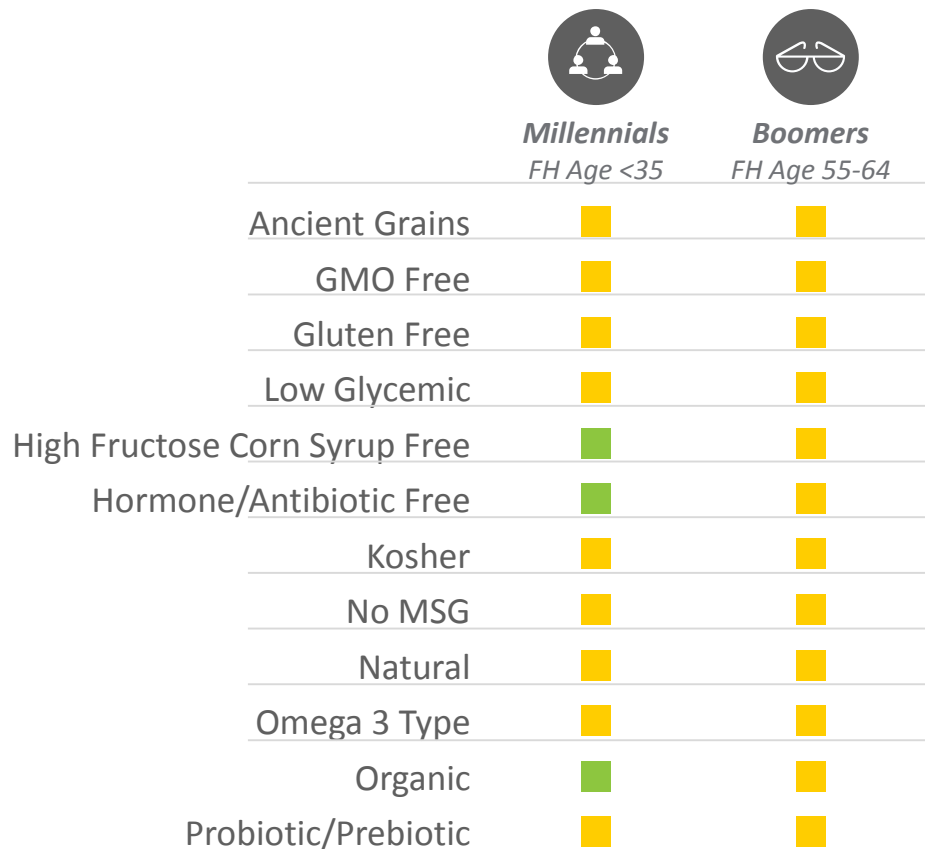 Millennials Boomers
FH Age <35 FH Age 55-64
Ancient Grains
GMO Free
Gluten Free
Low Glycemic
High Fructose Corn Syrup Free
Hormone/Antibiotic Free
Kosher
No MSG
Natural
Omega 3 Type
Organic
Probiotic/Prebiotic